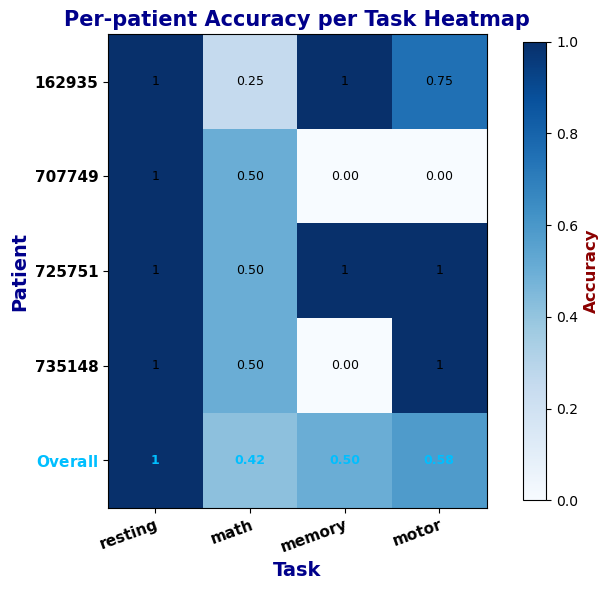 Per-patient Accuracy per Task Heatmap
Patient
162935 1 0.25 1 0.75
707749 1 0.50 0.00 0.00
725751 1 0.50 1 1
735148 1 0.50 0.00 1
Overall 1 0.42 0.50
resting math memory motor
Task
1.0
0.8
0.6
0.4
0.2
0.0
Accuracy